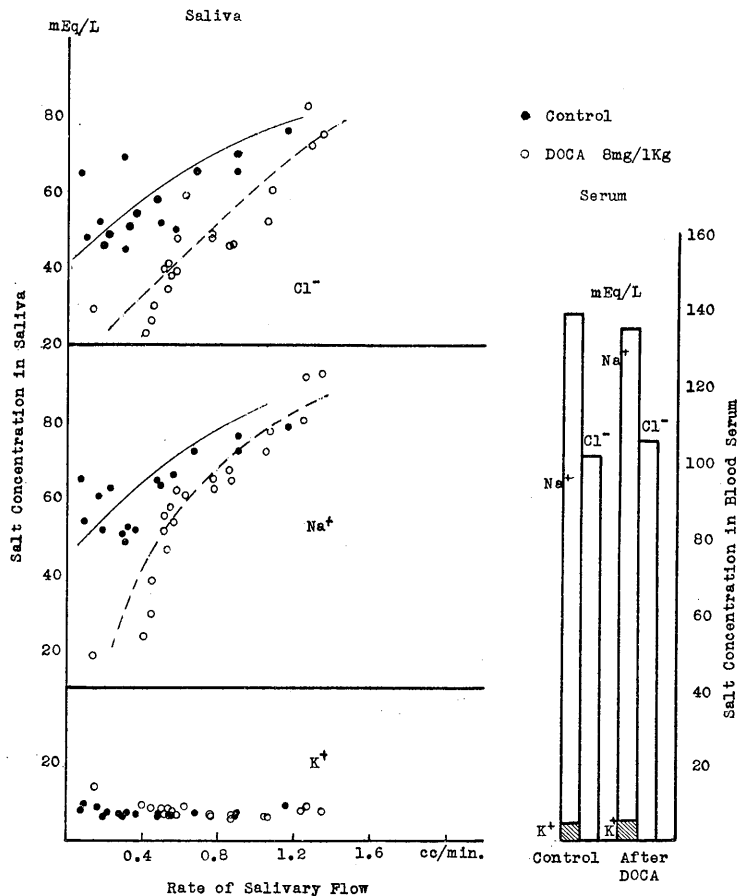 Saliva
mEq/L
80
60
40
20
Cl⁻
80
60
40
20
Na⁺
20
K⁺
0.4 0.8 1.2 1.6 cc/min.
Rate of Salivary Flow
Salt Concentration in Saliva
● Control
○ DOCA 8mg/1Kg
Serum
mEq/L
160
140
120
100
80
60
40
20
Na⁺
Cl⁻
K⁺
Na⁺
Cl⁻
K⁺
Control
After
DOCA
Salt Concentration in Blood Serum